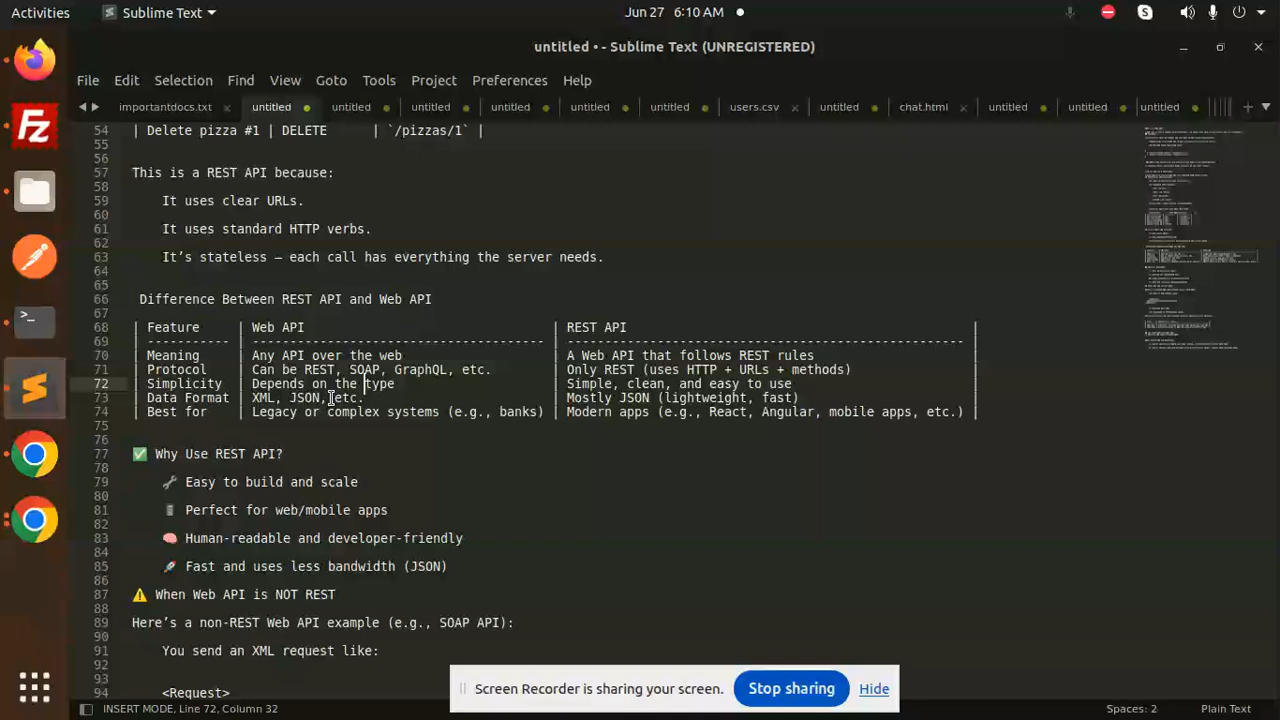 Activities
Sublime Text
Jun 27 6:10 AM
untitled • - Sublime Text (UNREGISTERED)
File Edit Selection Find View Goto Tools Project Preferences Help
importantdocs.txt untitled untitled untitled untitled untitled untitled users.csv untitled chat.html untitled untitled untitled
54 | Delete pizza #1 | DELETE | `/pizzas/1` |
55
56
57 This is a REST API because:
58
59 It uses clear URLs.
60
61 It uses standard HTTP verbs.
62
63 It's stateless — each call has everything the server needs.
64
65
66 Difference Between REST API and Web API
67
68 | Feature | Web API | REST API |
69 | ----------- | --------------------------------------- | ----------------------------------------------------- |
70 | Meaning | Any API over the web | A Web API that follows REST rules |
71 | Protocol | Can be REST, SOAP, GraphQL, etc. | Only REST (uses HTTP + URLs + methods) |
72 | Simplicity | Depends on the type | Simple, clean, and easy to use |
73 | Data Format | XML, JSON, etc. | Mostly JSON (lightweight, fast) |
74 | Best for | Legacy or complex systems (e.g., banks) | Modern apps (e.g., React, Angular, mobile apps, etc.) |
75
76
77 ✅ Why Use REST API?
78
79 🔧 Easy to build and scale
80
81 📱 Perfect for web/mobile apps
82
83 🧠 Human-readable and developer-friendly
84
85 🚀 Fast and uses less bandwidth (JSON)
86
87 ⚠️ When Web API is NOT REST
88
89 Here's a non-REST Web API example (e.g., SOAP API):
90
91 You send an XML request like:
92
93
94 <Request>
Screen Recorder is sharing your screen. Stop sharing Hide
INSERT MODE, Line 72, Column 32
Spaces: 2
Plain Text